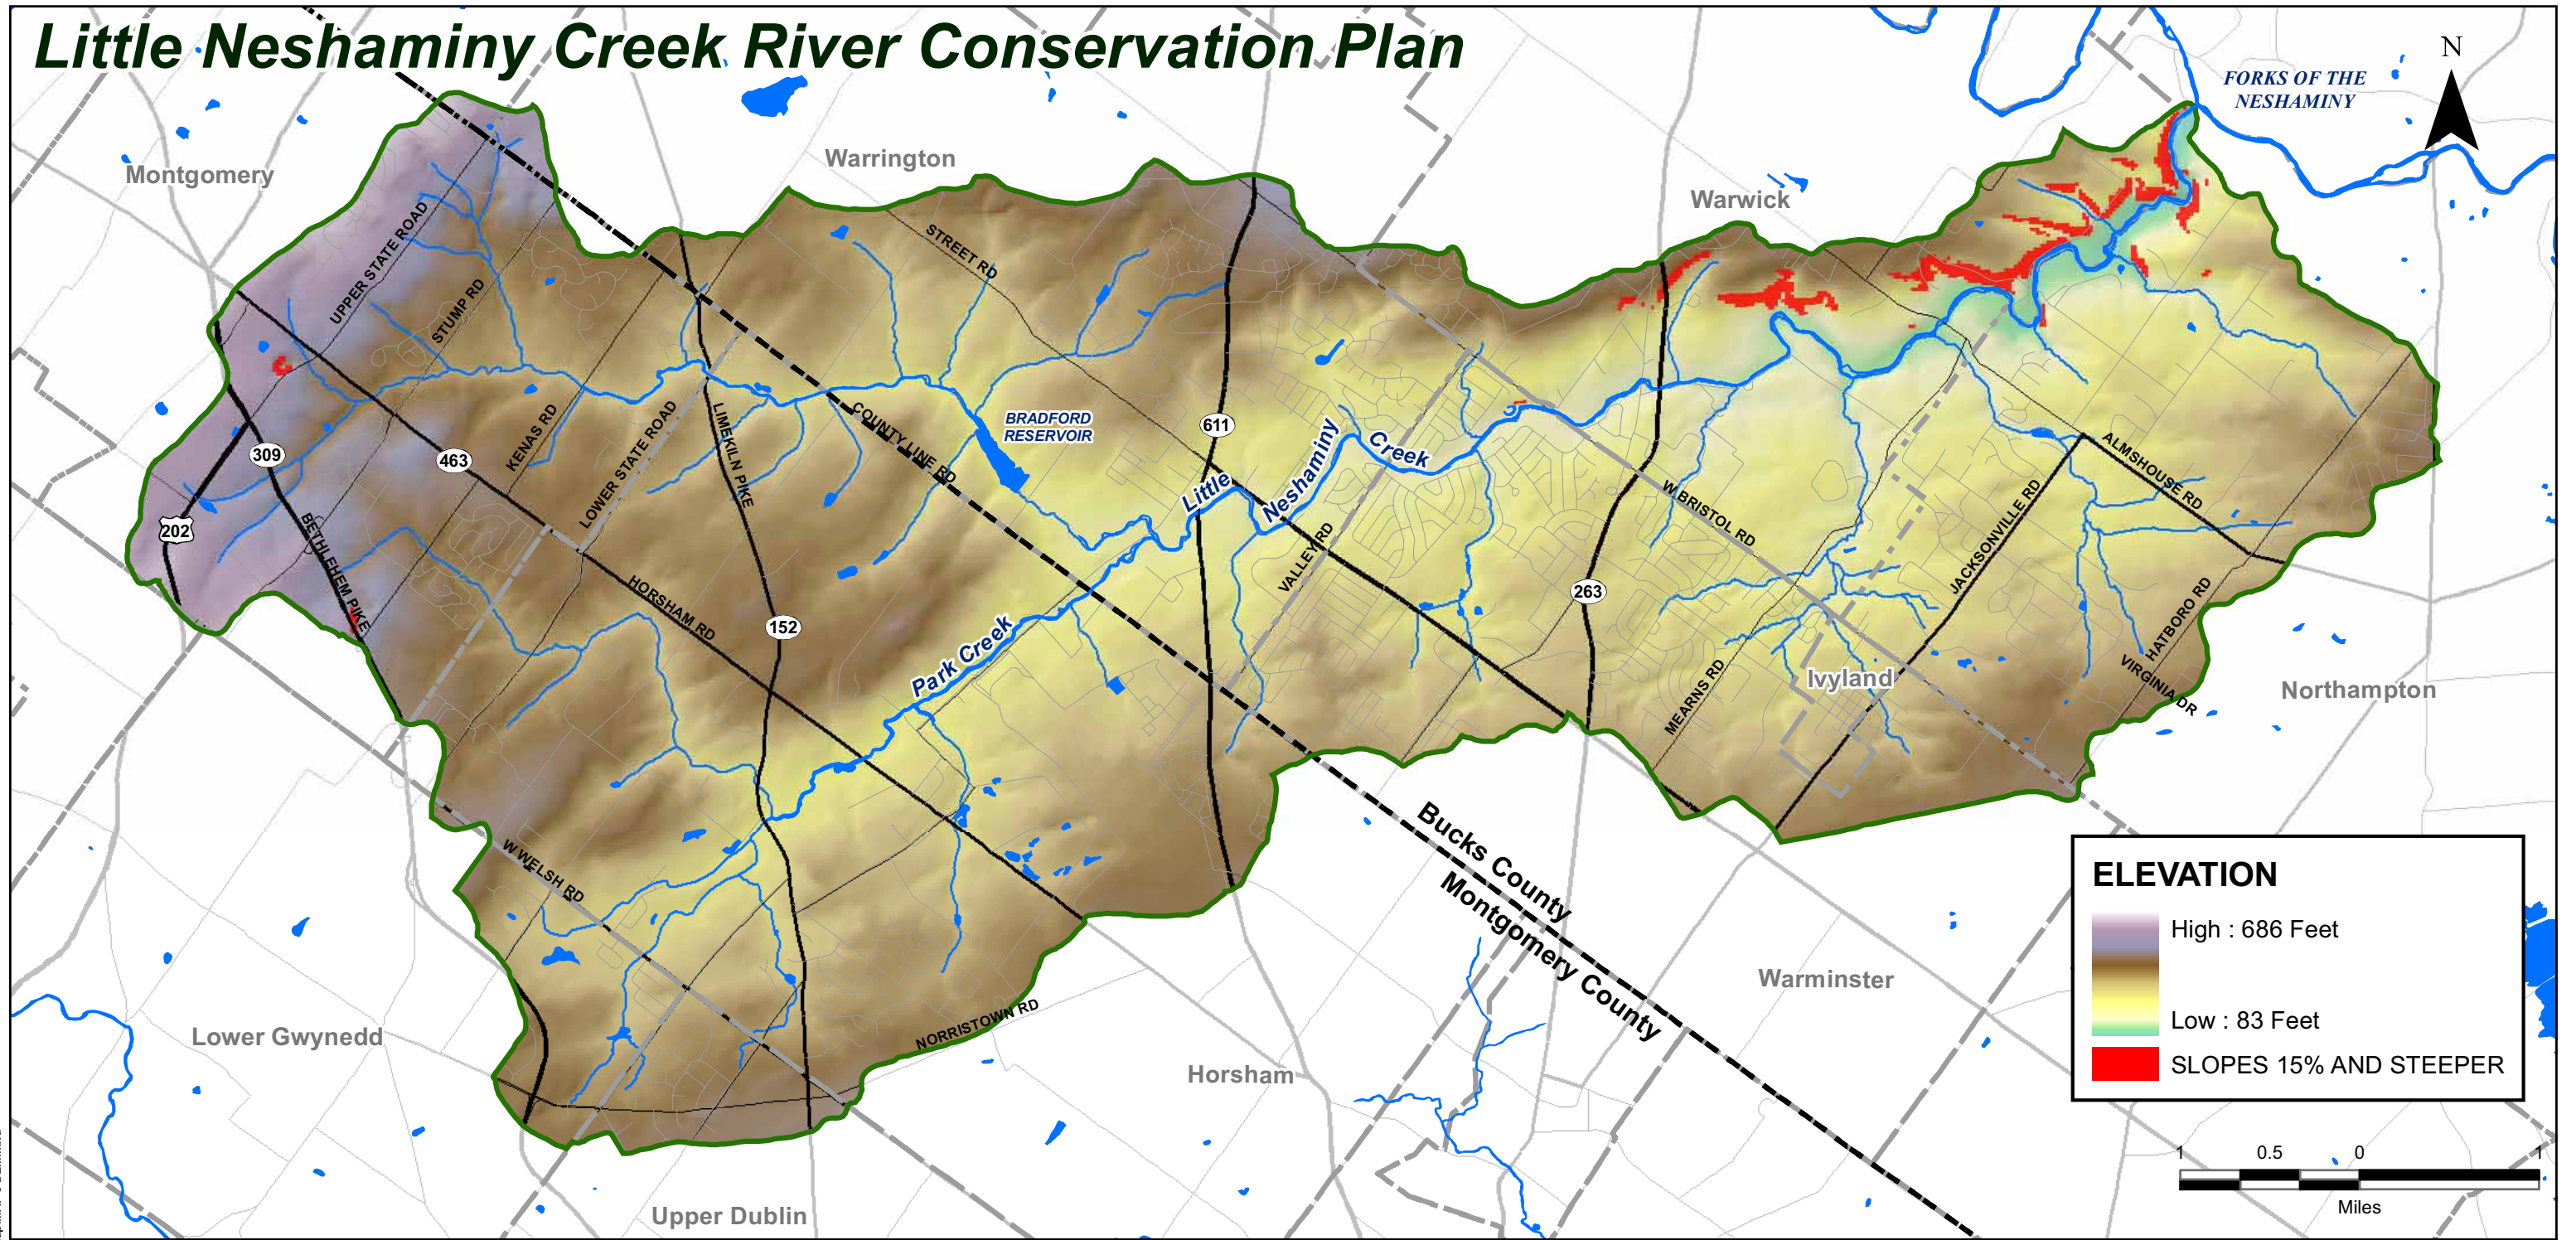 Little Neshaminy Creek River Conservation Plan
N
FORKS OF THE
NESHAMINY
Montgomery
Warrington
Warwick
UPPER STATE ROAD
STUMP RD
STREET RD
KENAS RD
LOWER STATE ROAD
LIMEKILN PIKE
COUNTY LINE RD
BRADFORD
RESERVOIR
611
309
463
202
BETHLEHEM PIKE
HORSHAM RD
152
Park Creek
Little
Neshaminy
Creek
VALLEY RD
263
W BRISTOL RD
ALMSHOUSE RD
JACKSONVILLE RD
HATBORO RD
VIRGINIA DR
MEARNS RD
Ivyland
Northampton
W WELSH RD
NORRISTOWN RD
Bucks County
Montgomery County
Lower Gwynedd
Horsham
Warminster
Upper Dublin
ELEVATION
High : 686 Feet
Low : 83 Feet
SLOPES 15% AND STEEPER
1 0.5 0 1
Miles